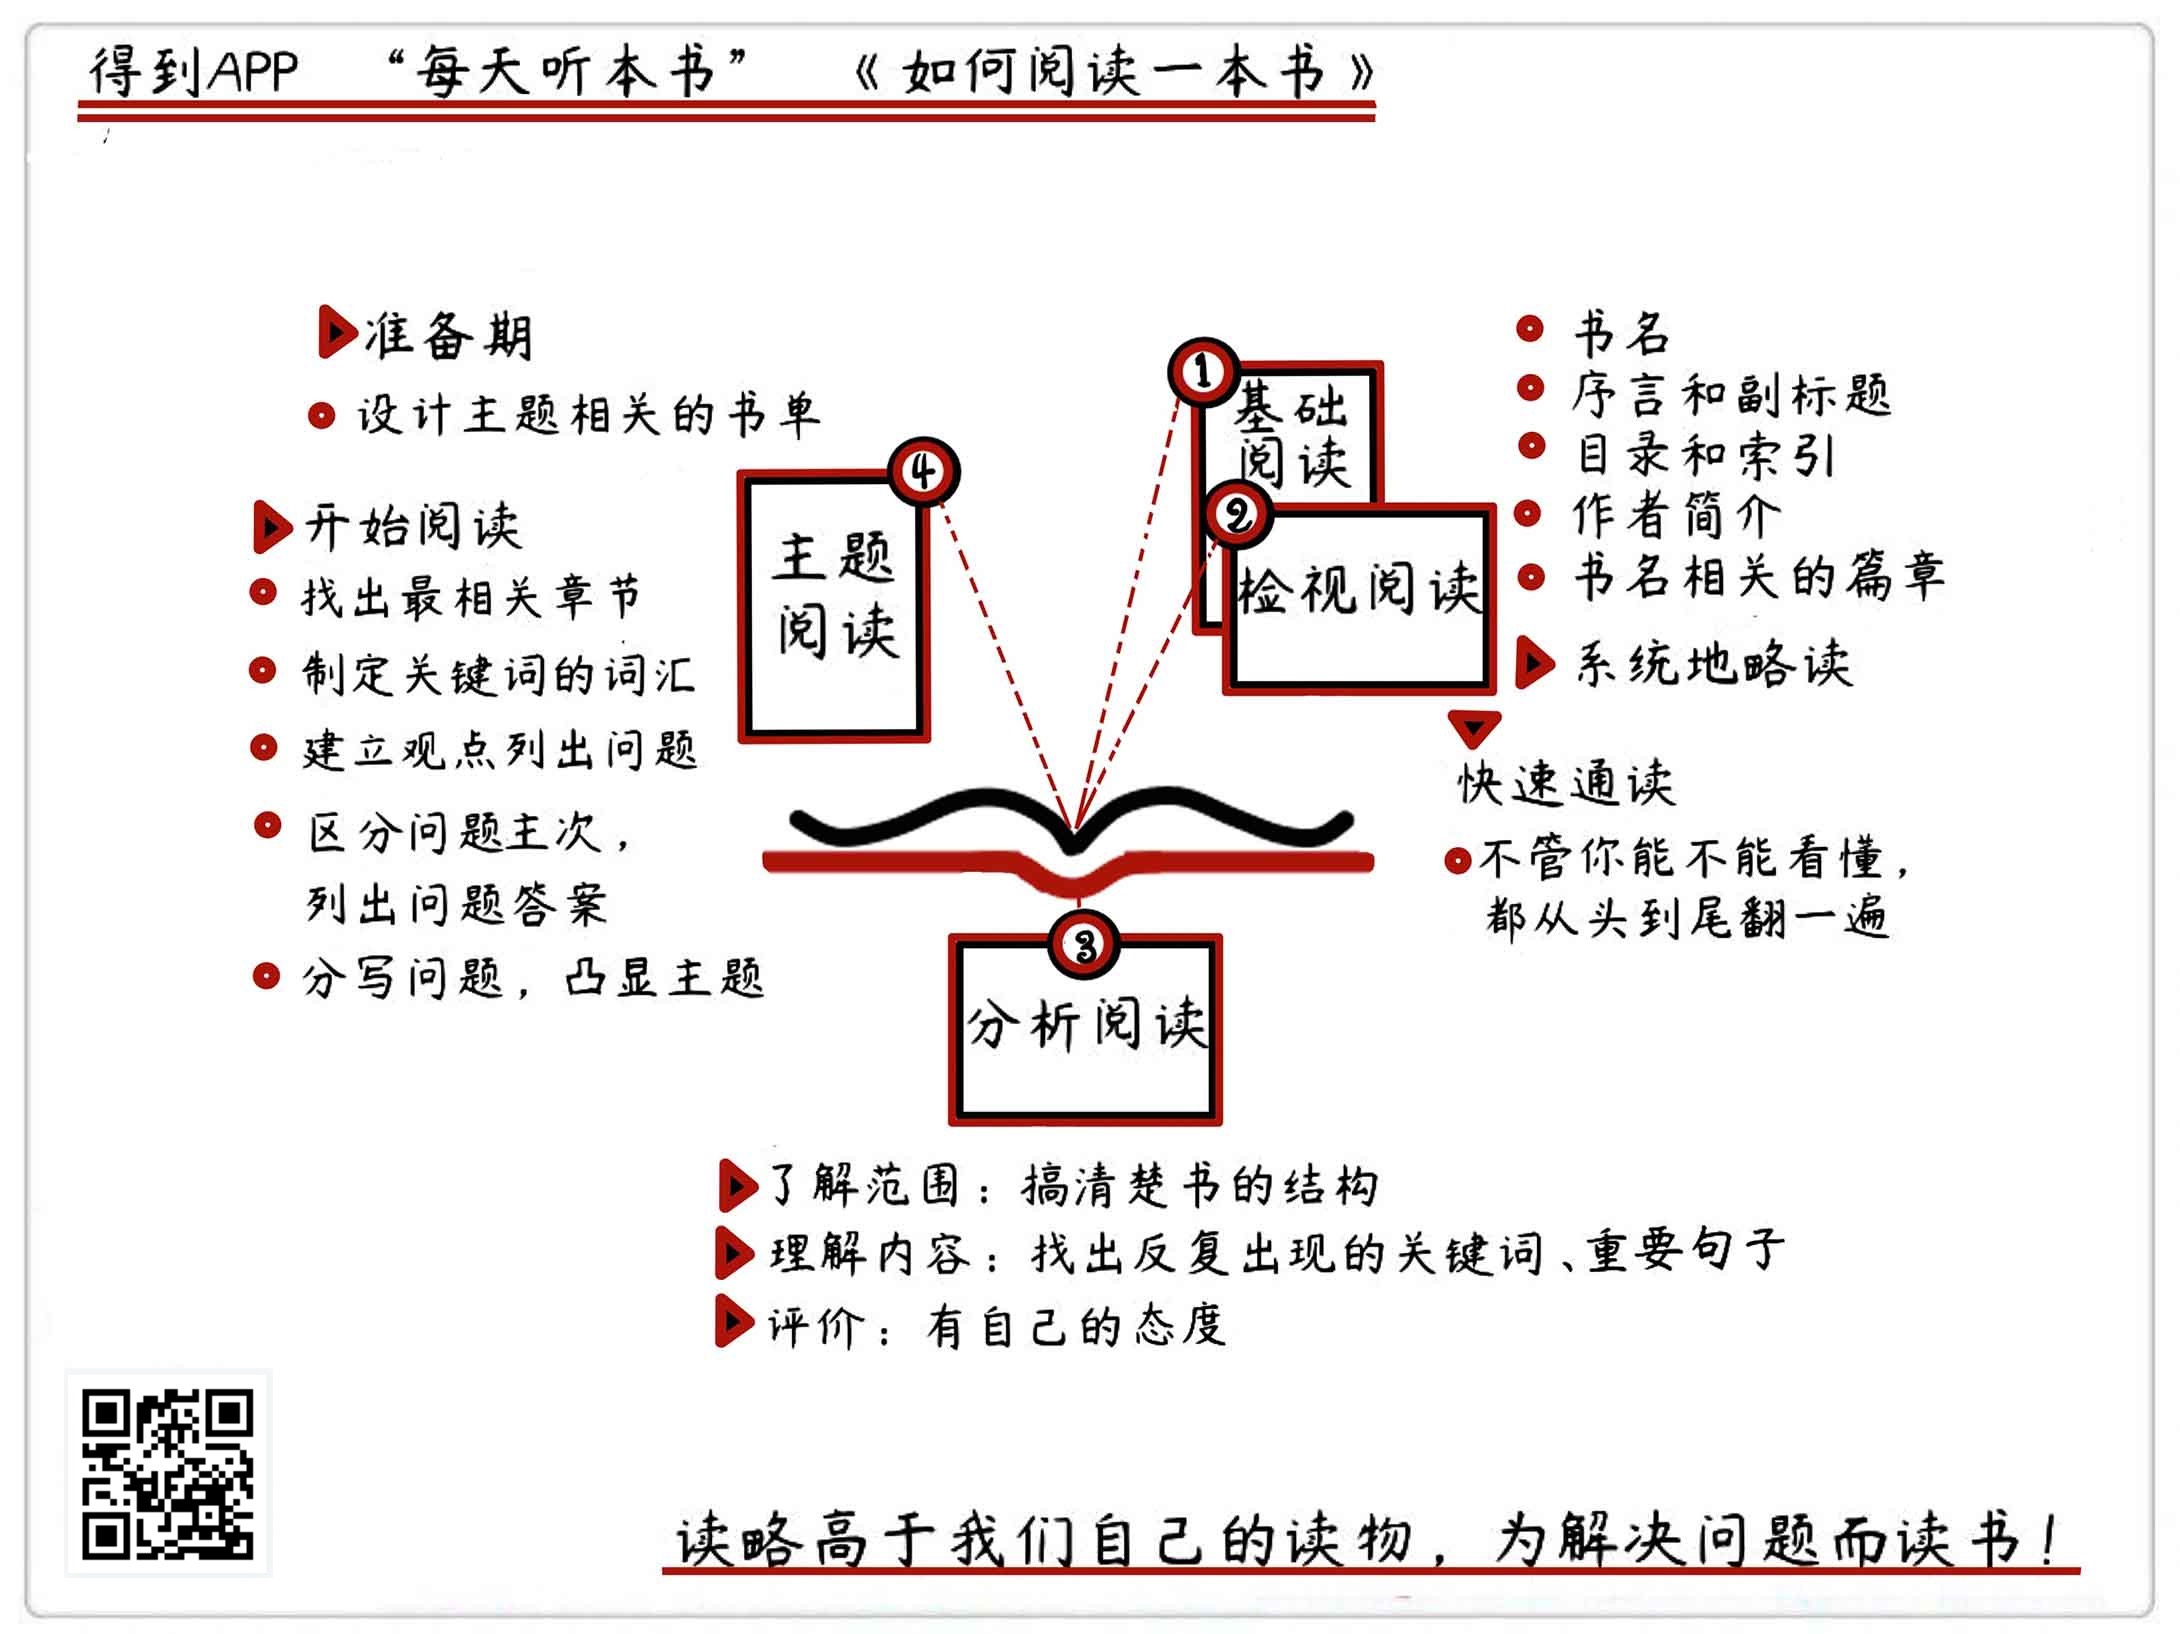 得到APP “每天听本书” 《如何阅读一本书》
准备期
设计主题相关的书单
开始阅读
找出最相关章节
制定关键词的词汇
建立观点列出问题
区分问题主次，
列出问题答案
分写问题，凸显主题
4
主题
阅读
1
基础
阅读
2
检视阅读
书名
序言和副标题
目录和索引
作者简介
书名相关的篇章
系统地略读
快速通读
不管你能不能看懂，
都从头到尾翻一遍
3
分析阅读
了解范围：搞清楚书的结构
理解内容：找出反复出现的关键词、重要句子
评价：有自己的态度
读略高于我们自己的读物，为解决问题而读书！